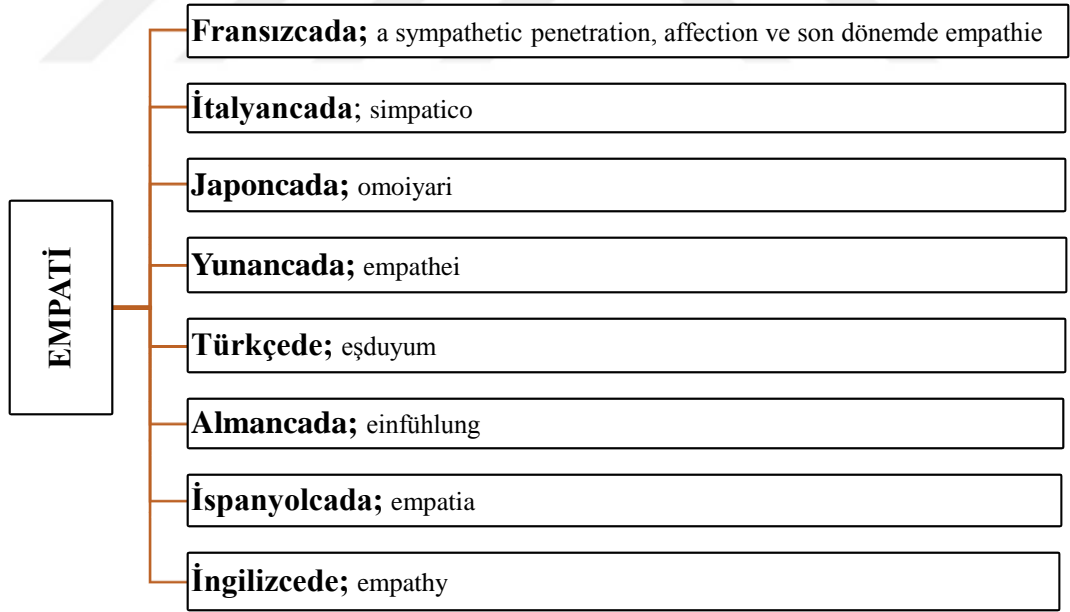 Fransızcada; a sympathetic penetration, affection ve son dönemde empathie
İtalyancada; simpatico
Japoncada; omoiyari
Yunancada; empathei
EMPATİ
Türkçede; eşduyum
Almancada; einfühlung
İspanyolcada; empatia
İngilizcede; empathy